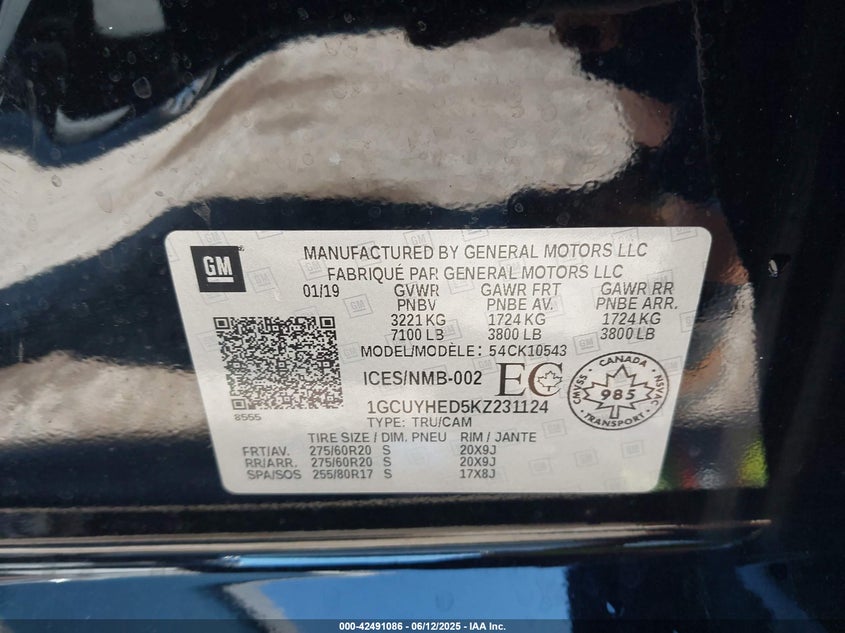 GM
MANUFACTURED BY GENERAL MOTORS LLC
FABRIQUÉ PAR GENERAL MOTORS LLC
01/19 GVWR GAWR FRT GAWR RR
PNBV PNBE AV. PNBE ARR.
3221 KG 1724 KG 1724 KG
7100 LB 3800 LB 3800 LB
MODEL/MODÈLE: 54CK10543
ICES/NMB-002 EC
CANADA
CMVSS 985 NSVAC
TRANSPORT
8555
1GCUYHED5KZ231124
TYPE: TRU/CAM
TIRE SIZE / DIM. PNEU RIM / JANTE
FRT/AV. 275/60R20 S 20X9J
RR/ARR. 275/60R20 S 20X9J
SPA/SOS 255/80R17 S 17X8J
000-42491086 - 06/12/2025 - IAA Inc.